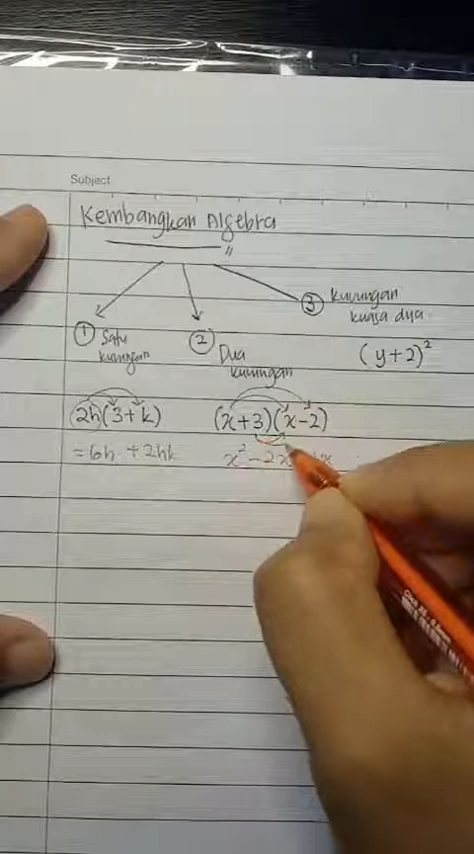 Subject
Kembangkan Algebra
① Satu kurungan
② Dua kurungan
③ Kurungan kuasa dua
(y+2)²
2h(3+k)
= 6h + 2hk
(x+3)(x-2)
x² - 2x